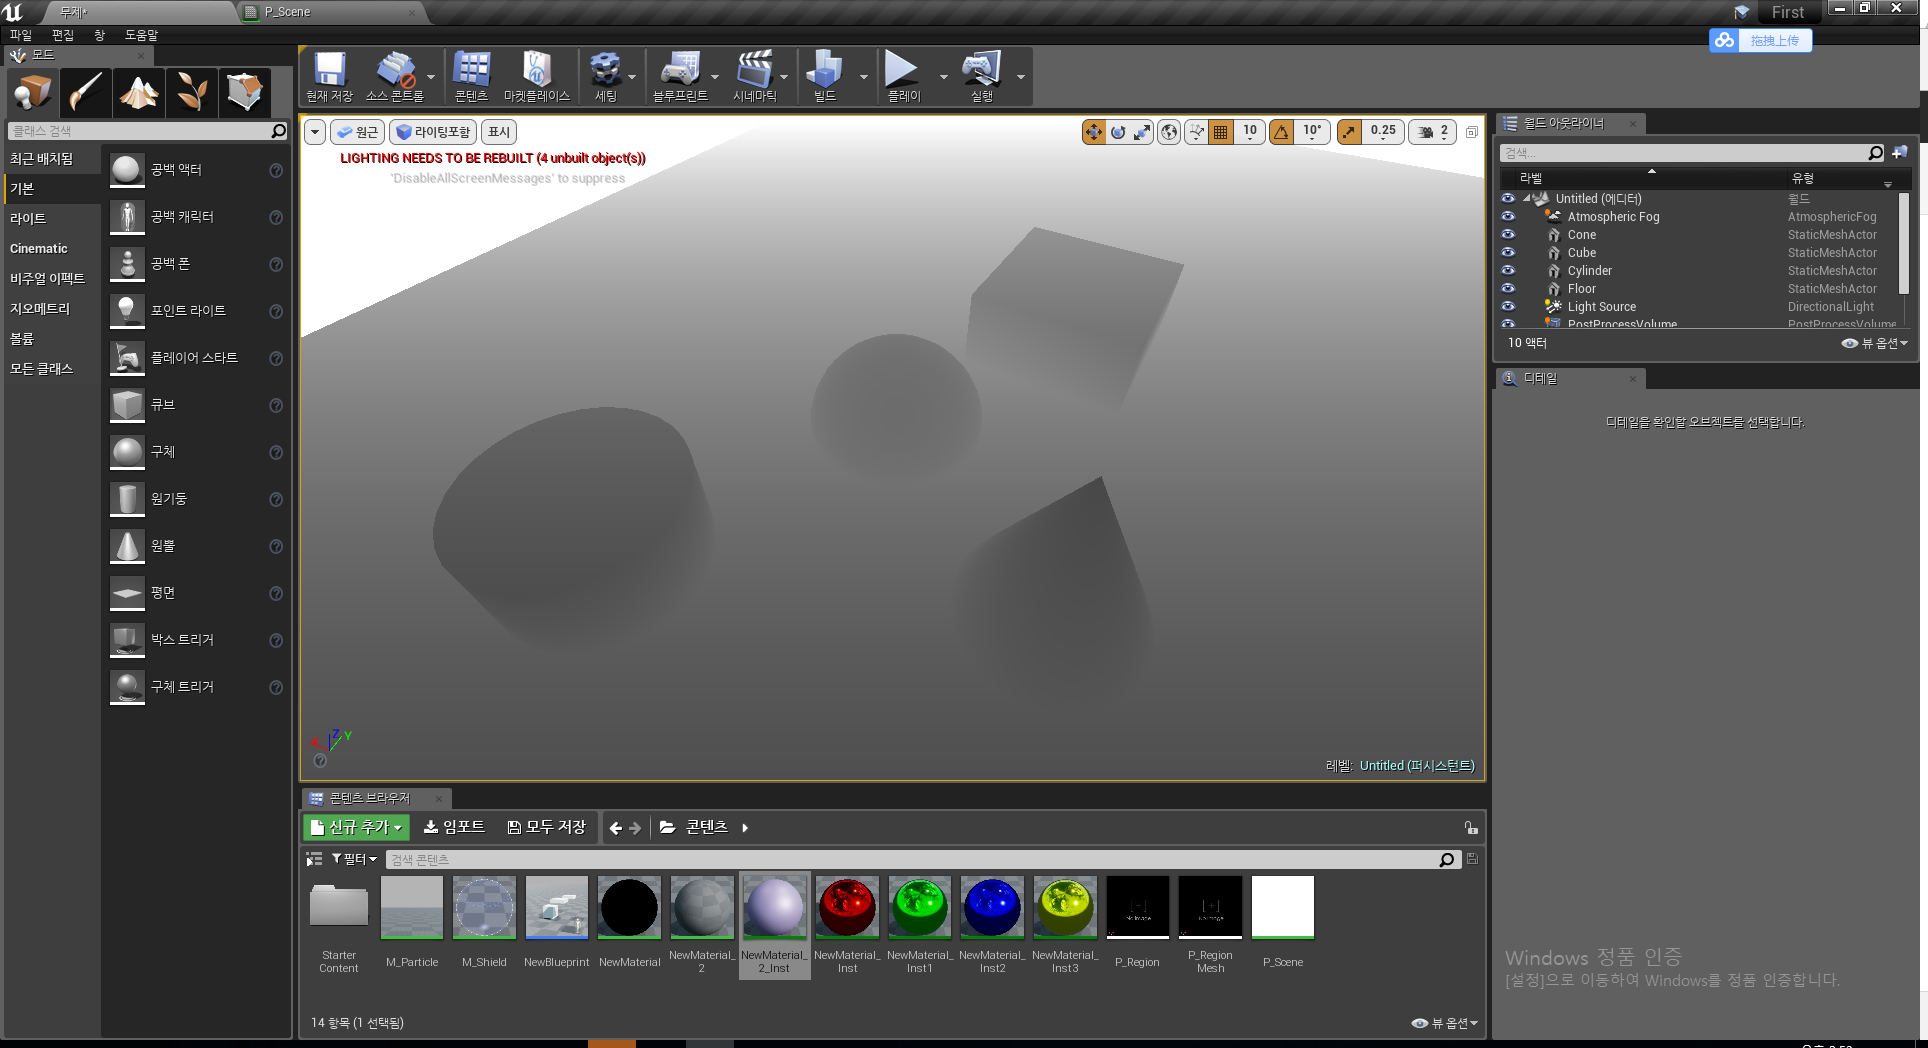 무제*
P_Scene
First
파일 편집 창 도움말
拖拽上传
모드
현재 저장 소스 콘트롤 콘텐츠 마켓플레이스 세팅 블루프린트 시네마틱 빌드 플레이 실행
클래스 검색
최근 배치됨
기본
라이트
Cinematic
비주얼 이펙트
지오메트리
볼륨
모든 클래스
공백 액터
공백 캐릭터
공백 폰
포인트 라이트
플레이어 스타트
큐브
구체
원기둥
원뿔
평면
박스 트리거
구체 트리거
원근 라이팅포함 표시
10 10° 0.25 2
LIGHTING NEEDS TO BE REBUILT (4 unbuilt object(s))
'DisableAllScreenMessages' to suppress
X Z Y
레벨: Untitled (퍼시스턴트)
월드 아웃라이너
검색...
라벨 유형
Untitled (에디터) 월드
Atmospheric Fog AtmosphericFog
Cone StaticMeshActor
Cube StaticMeshActor
Cylinder StaticMeshActor
Floor StaticMeshActor
Light Source DirectionalLight
PostProcessVolume PostProcessVolume
10 액터
뷰 옵션
디테일
디테일을 확인할 오브젝트를 선택합니다.
콘텐츠 브라우저
신규 추가 임포트 모두 저장 콘텐츠
필터 검색 콘텐츠
Starter Content
M_Particle
M_Shield
NewBlueprint
NewMaterial
NewMaterial_2
NewMaterial_2_Inst
NewMaterial_Inst
NewMaterial_Inst1
NewMaterial_Inst2
NewMaterial_Inst3
No Image
P_Region
No Image
P_Region Mesh
P_Scene
14 항목 (1 선택됨)
뷰 옵션
Windows 정품 인증
[설정]으로 이동하여 Windows를 정품 인증합니다.